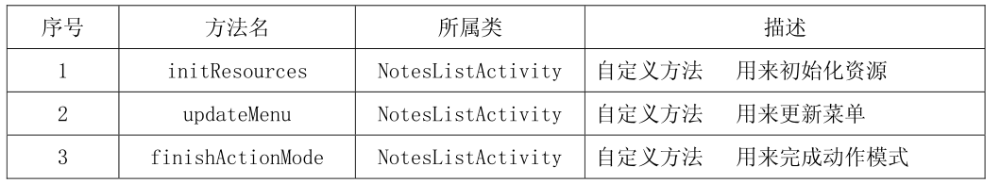 序号 方法名 所属类 描述
1 initResources NotesListActivity 自定义方法 用来初始化资源
2 updateMenu NotesListActivity 自定义方法 用来更新菜单
3 finishActionMode NotesListActivity 自定义方法 用来完成动作模式